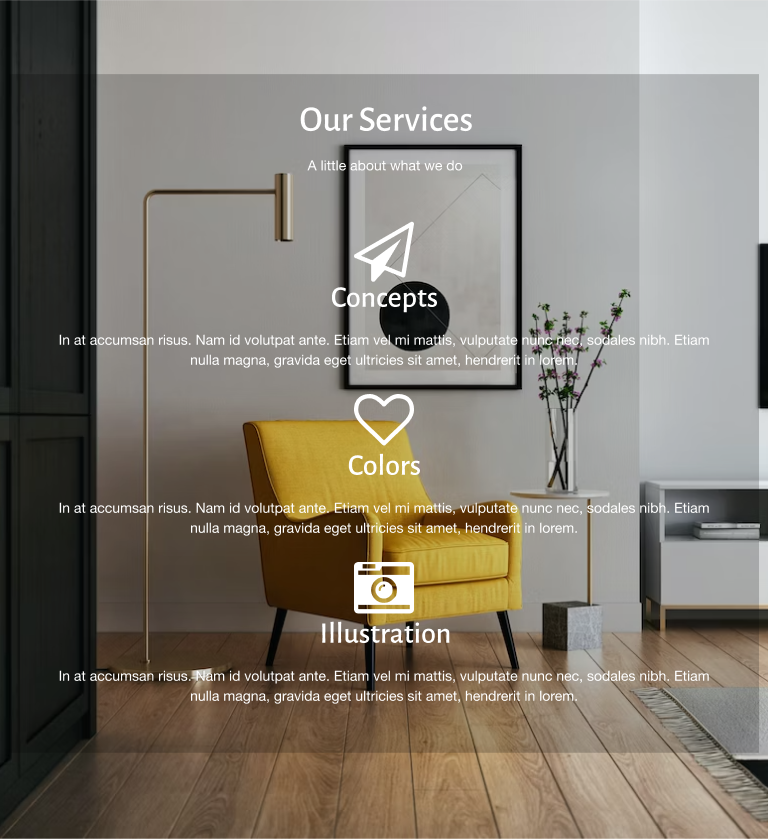 Our Services
A little about what we do
Concepts
In at accumsan risus. Nam id volutpat ante. Etiam vel mi mattis, vulputate nunc nec, sodales nibh. Etiam
nulla magna, gravida eget ultricies sit amet, hendrerit in lorem.
Colors
In at accumsan risus. Nam id volutpat ante. Etiam vel mi mattis, vulputate nunc nec, sodales nibh. Etiam
nulla magna, gravida eget ultricies sit amet, hendrerit in lorem.
Illustration
In at accumsan risus. Nam id volutpat ante. Etiam vel mi mattis, vulputate nunc nec, sodales nibh. Etiam
nulla magna, gravida eget ultricies sit amet, hendrerit in lorem.